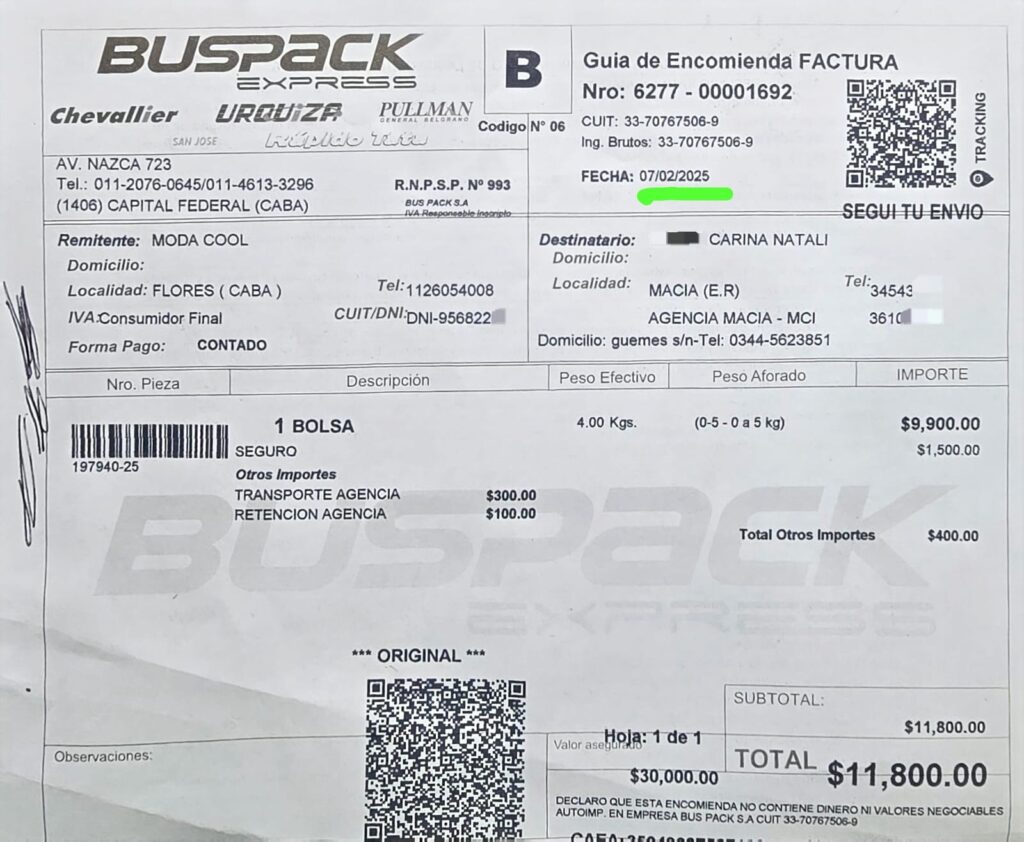 BUSPACK
EXPRESS
Chevallier URQUIZA PULLMAN
GENERAL BELGRANO
SAN JOSE Rápido Tata
B
Codigo N° 06
Guia de Encomienda FACTURA
Nro: 6277 - 00001692
CUIT: 33-70767506-9
Ing. Brutos: 33-70767506-9
FECHA: 07/02/2025
TRACKING
SEGUI TU ENVIO
AV. NAZCA 723
Tel.: 011-2076-0645/011-4613-3296
(1406) CAPITAL FEDERAL (CABA)
R.N.P.S.P. Nº 993
BUS PACK S.A
IVA Responsable inscripto
Remitente: MODA COOL
Domicilio:
Localidad: FLORES ( CABA ) Tel: 1126054008
IVA: Consumidor Final CUIT/DNI: DNI-956822
Forma Pago: CONTADO
Destinatario: CARINA NATALI
Domicilio:
Localidad: MACIA (E.R) Tel: 34543
AGENCIA MACIA - MCI 3610
Domicilio: guemes s/n-Tel: 0344-5623851
Nro. Pieza Descripción Peso Efectivo Peso Aforado IMPORTE
1 BOLSA 4.00 Kgs. (0-5 - 0 a 5 kg) $9,900.00
197940-25
SEGURO $1,500.00
Otros Importes
TRANSPORTE AGENCIA $300.00
RETENCION AGENCIA $100.00
Total Otros Importes $400.00
BUSPACK
EXPRESS
*** ORIGINAL ***
SUBTOTAL:
$11,800.00
Observaciones:
Hoja: 1 de 1
Valor asegurado
$30,000.00
TOTAL $11,800.00
DECLARO QUE ESTA ENCOMIENDA NO CONTIENE DINERO NI VALORES NEGOCIABLES
AUTOIMP. EN EMPRESA BUS PACK S.A CUIT 33-70767506-9